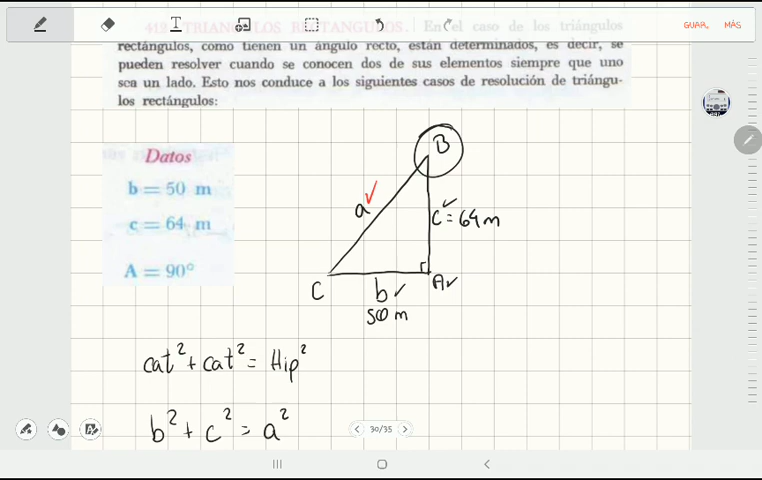 GUAR. MÁS
412. TRIANGULOS RECTANGULOS. En el caso de los triángulos
rectángulos, como tienen un ángulo recto, están determinados, es decir, se
pueden resolver cuando se conocen dos de sus elementos siempre que uno
sea un lado. Esto nos conduce a los siguientes casos de resolución de triángu-
los rectángulos:
Datos
b = 50 m
c = 64 m
A = 90°
B
a
c = 64 m
C
b
A
50 m
cat² + cat² = Hip²
b² + c² = a²
30/35